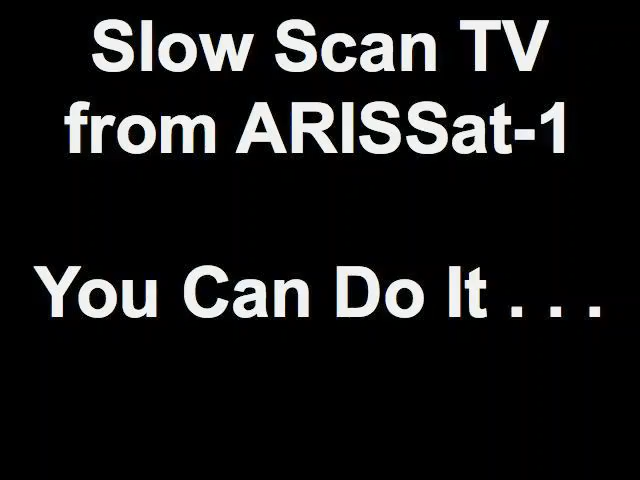 Slow Scan TV
from ARISSat-1
You Can Do It . . .